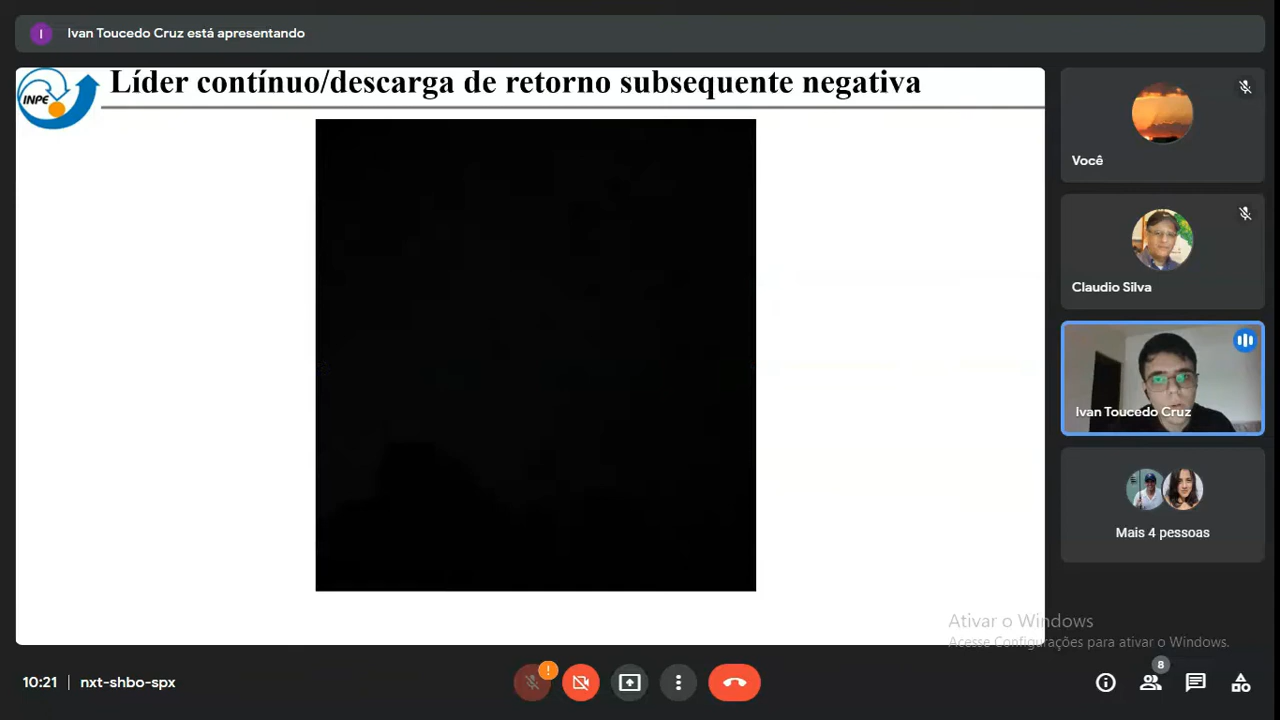 I
Ivan Toucedo Cruz está apresentando
INPE
Líder contínuo/descarga de retorno subsequente negativa
Você
Claudio Silva
Ivan Toucedo Cruz
Mais 4 pessoas
Ativar o Windows
Acesse Configurações para ativar o Windows.
10:21
nxt-shbo-spx
!
8